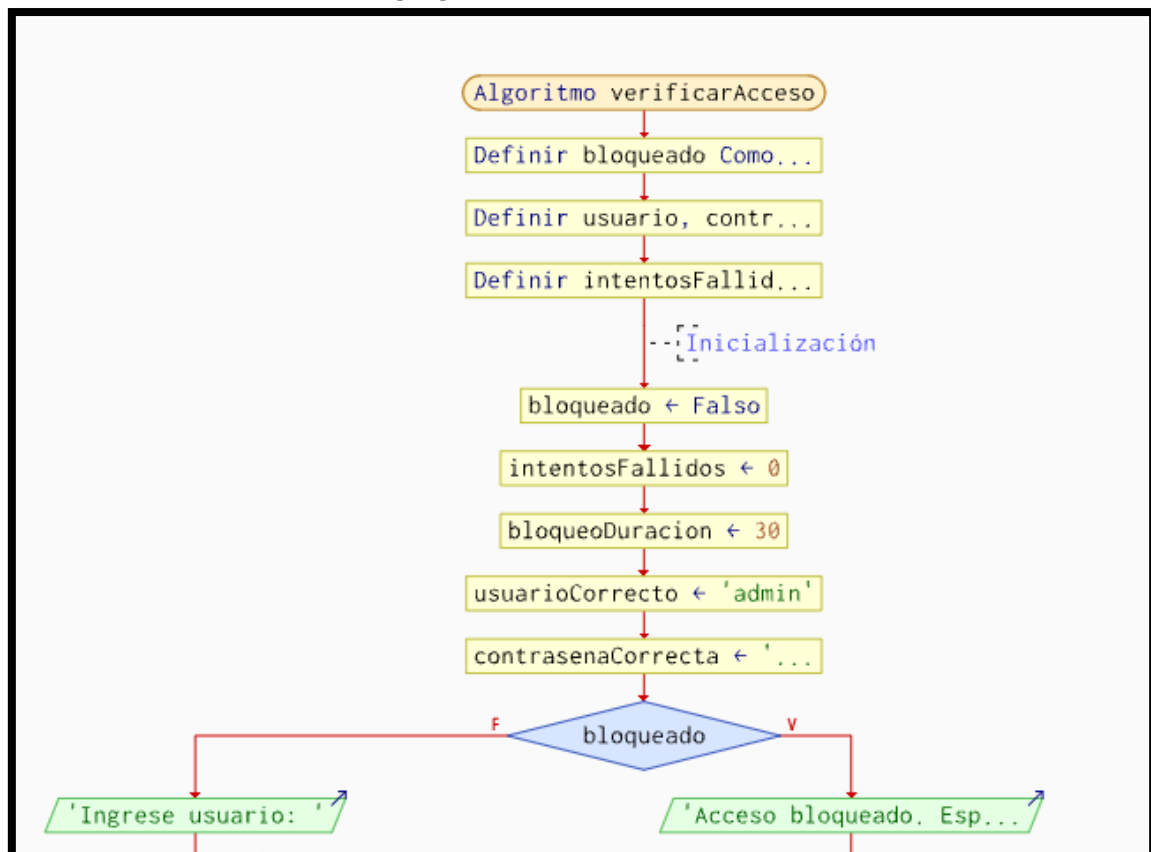 Algoritmo verificarAcceso
Definir bloqueado Como...
Definir usuario, contr...
Definir intentosFallid...
Inicialización
bloqueado ← Falso
intentosFallidos ← 0
bloqueoDuracion ← 30
usuarioCorrecto ← 'admin'
contrasenaCorrecta ← '...
F
V
bloqueado
'Ingrese usuario: '
'Acceso bloqueado. Esp...